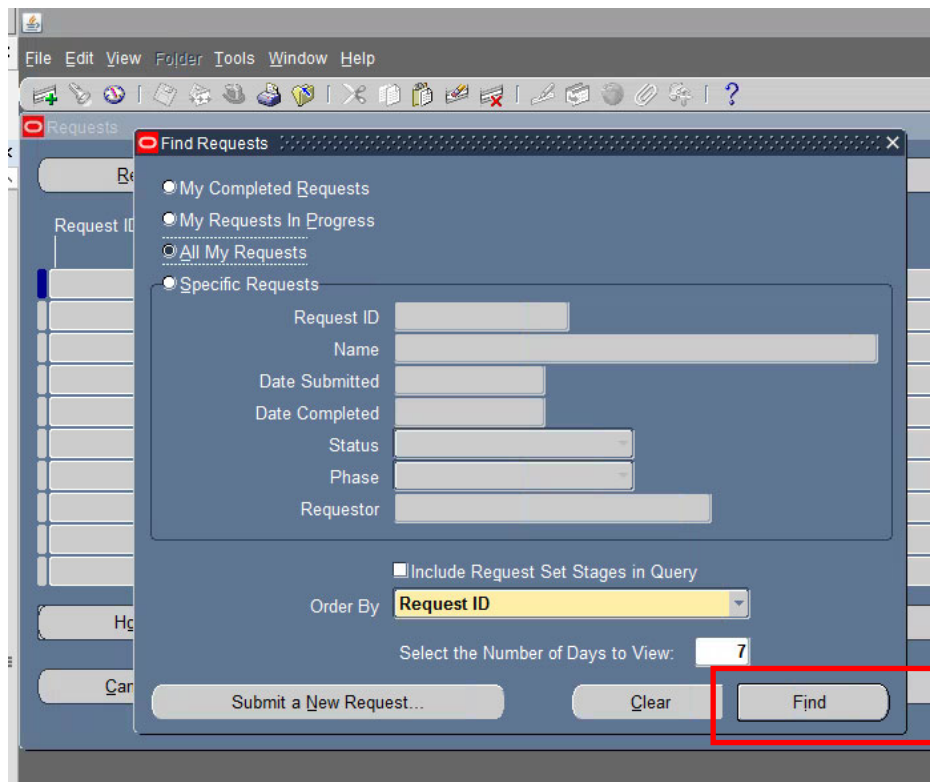 File Edit View Folder Tools Window Help
Requests
Find Requests
My Completed Requests
Request ID
My Requests In Progress
All My Requests
Specific Requests
Request ID
Name
Date Submitted
Date Completed
Status
Phase
Requestor
Include Request Set Stages in Query
Order By Request ID
Select the Number of Days to View: 7
Submit a New Request... Clear Find